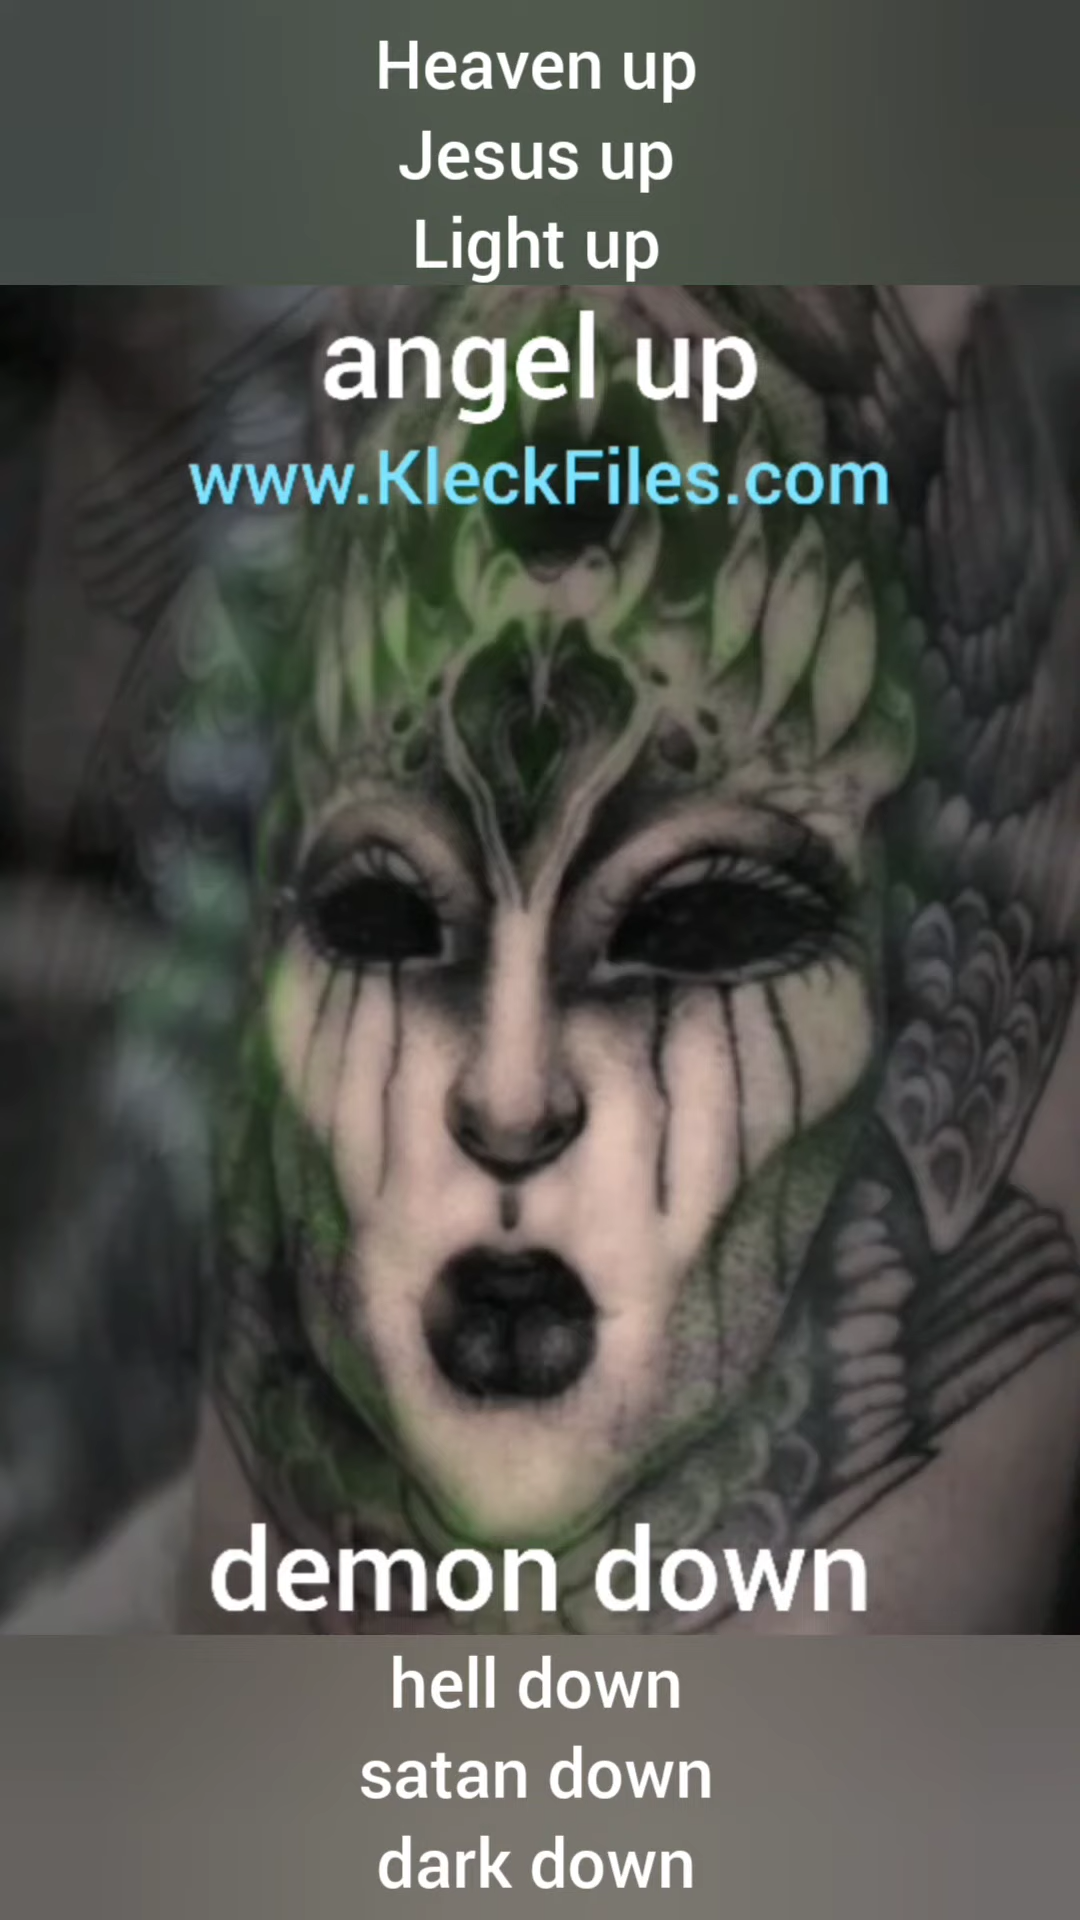 Heaven up
Jesus up
Light up
angel up
www.KleckFiles.com
demon down
hell down
satan down
dark down